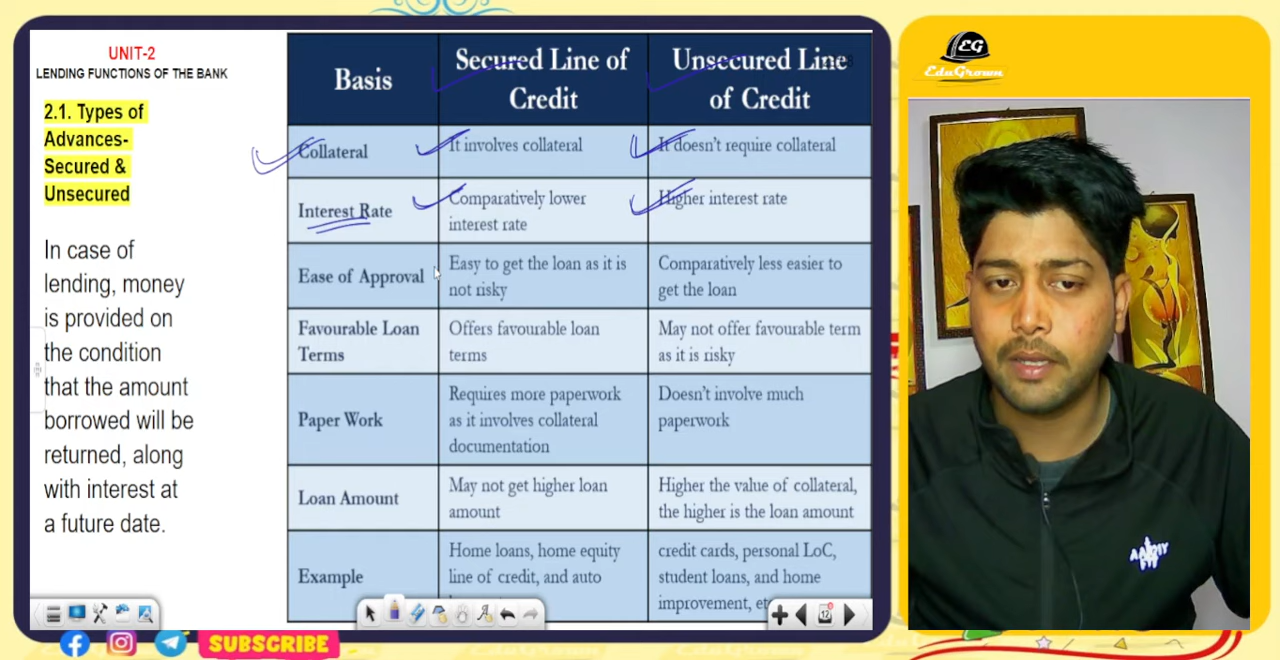 UNIT-2
LENDING FUNCTIONS OF THE BANK
2.1. Types of
Advances-
Secured &
Unsecured
In case of
lending, money
is provided on
the condition
that the amount
borrowed will be
returned, along
with interest at
a future date.
Basis
Secured Line of
Credit
Unsecured Line
of Credit
Collateral
It involves collateral
It doesn't require collateral
Interest Rate
Comparatively lower
interest rate
Higher interest rate
Ease of Approval
Easy to get the loan as it is
not risky
Comparatively less easier to
get the loan
Favourable Loan
Terms
Offers favourable loan
terms
May not offer favourable term
as it is risky
Paper Work
Requires more paperwork
as it involves collateral
documentation
Doesn't involve much
paperwork
Loan Amount
May not get higher loan
amount
Higher the value of collateral,
the higher is the loan amount
Example
Home loans, home equity
line of credit, and auto
credit cards, personal LoC,
student loans, and home
improvement,
12
SUBSCRIBE
EG
EduGrown